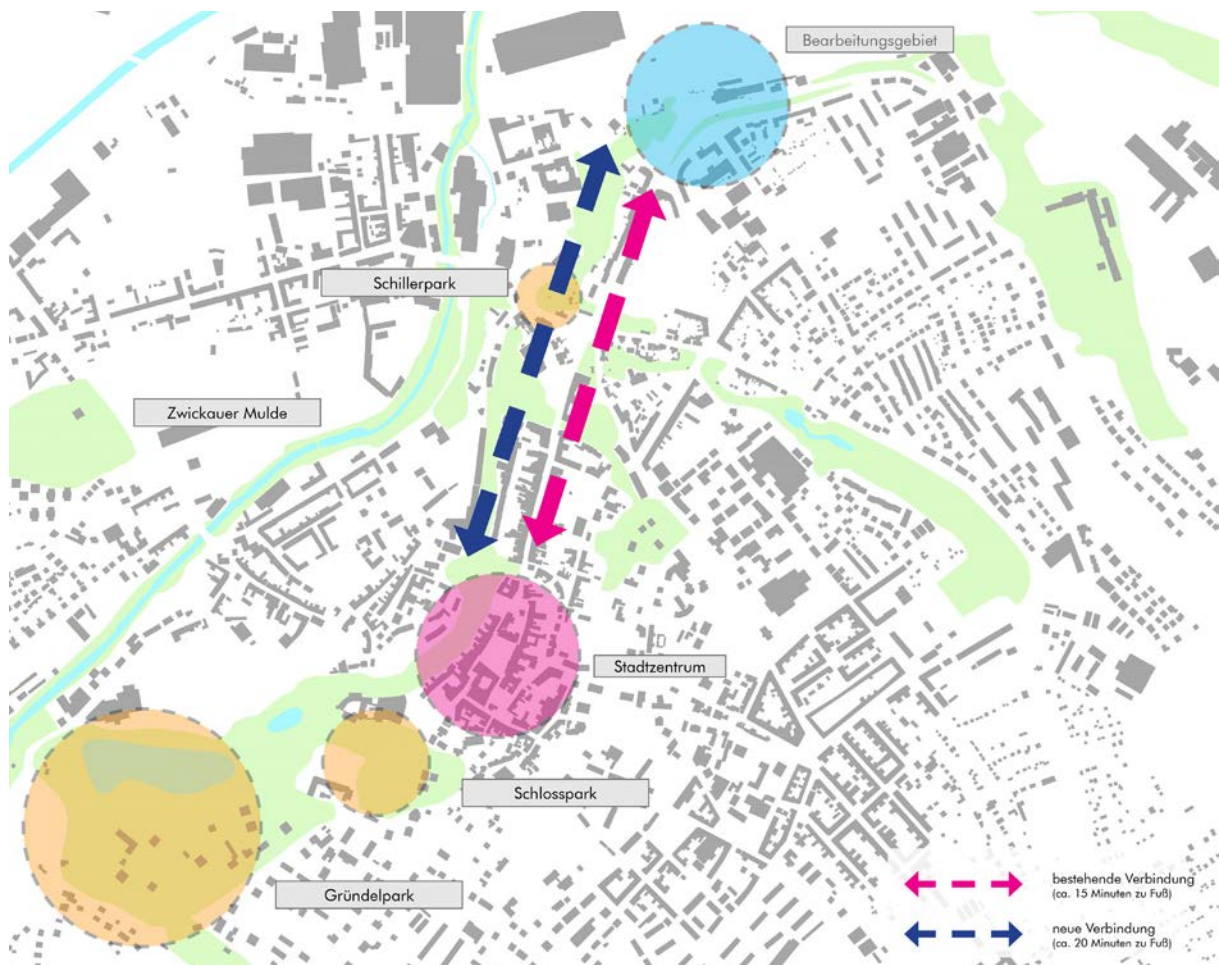 Bearbeitungsgebiet
Schillerpark
Zwickauer Mulde
Stadtzentrum
Schlosspark
Gründelpark
bestehende Verbindung
(ca. 15 Minuten zu Fuß)
neue Verbindung
(ca. 20 Minuten zu Fuß)